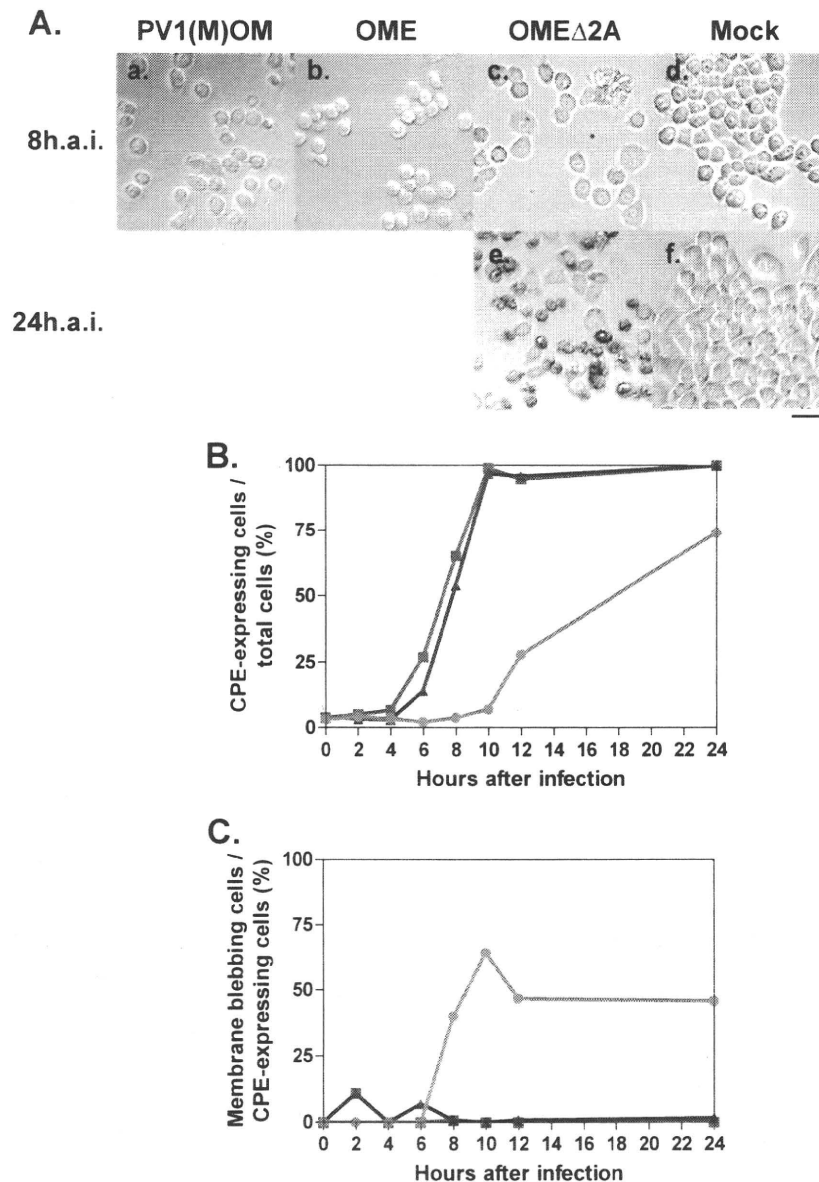 A.
PV1(M)OM OME OMEΔ2A Mock
8h.a.i.
a. b. c. d.
24h.a.i.
e. f.
B.
CPE-expressing cells /
total cells (%)
100
75
50
25
0
0 2 4 6 8 10 12 14 16 18 20 22 24
Hours after infection
C.
Membrane blebbing cells /
CPE-expressing cells (%)
100
75
50
25
0
0 2 4 6 8 10 12 14 16 18 20 22 24
Hours after infection